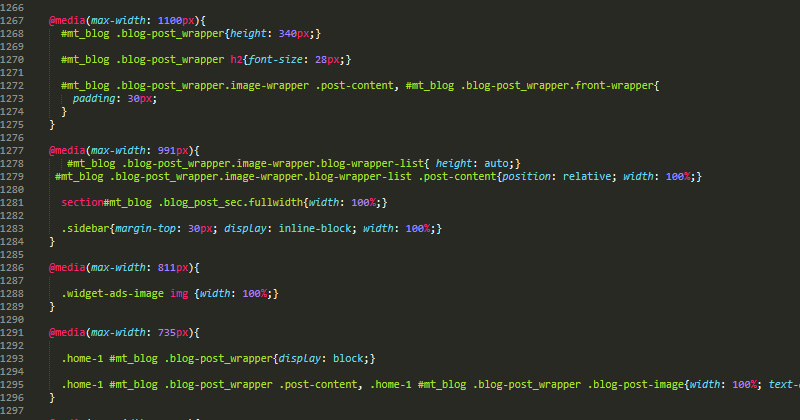 1266
1267 @media(max-width: 1100px){
1268 #mt_blog .blog-post_wrapper{height: 340px;}
1269
1270 #mt_blog .blog-post_wrapper h2{font-size: 28px;}
1271
1272 #mt_blog .blog-post_wrapper.image-wrapper .post-content, #mt_blog .blog-post_wrapper.front-wrapper{
1273 padding: 30px;
1274 }
1275 }
1276
1277 @media(max-width: 991px){
1278 #mt_blog .blog-post_wrapper.image-wrapper.blog-wrapper-list{ height: auto;}
1279 #mt_blog .blog-post_wrapper.image-wrapper.blog-wrapper-list .post-content{position: relative; width: 100%;}
1280
1281 section#mt_blog .blog_post_sec.fullwidth{width: 100%;}
1282
1283 .sidebar{margin-top: 30px; display: inline-block; width: 100%;}
1284 }
1285
1286 @media(max-width: 811px){
1287
1288 .widget-ads-image img {width: 100%;}
1289 }
1290
1291 @media(max-width: 735px){
1292
1293 .home-1 #mt_blog .blog-post_wrapper{display: block;}
1294
1295 .home-1 #mt_blog .blog-post_wrapper .post-content, .home-1 #mt_blog .blog-post_wrapper .blog-post-image{width: 100%; text-
1296 }
1297